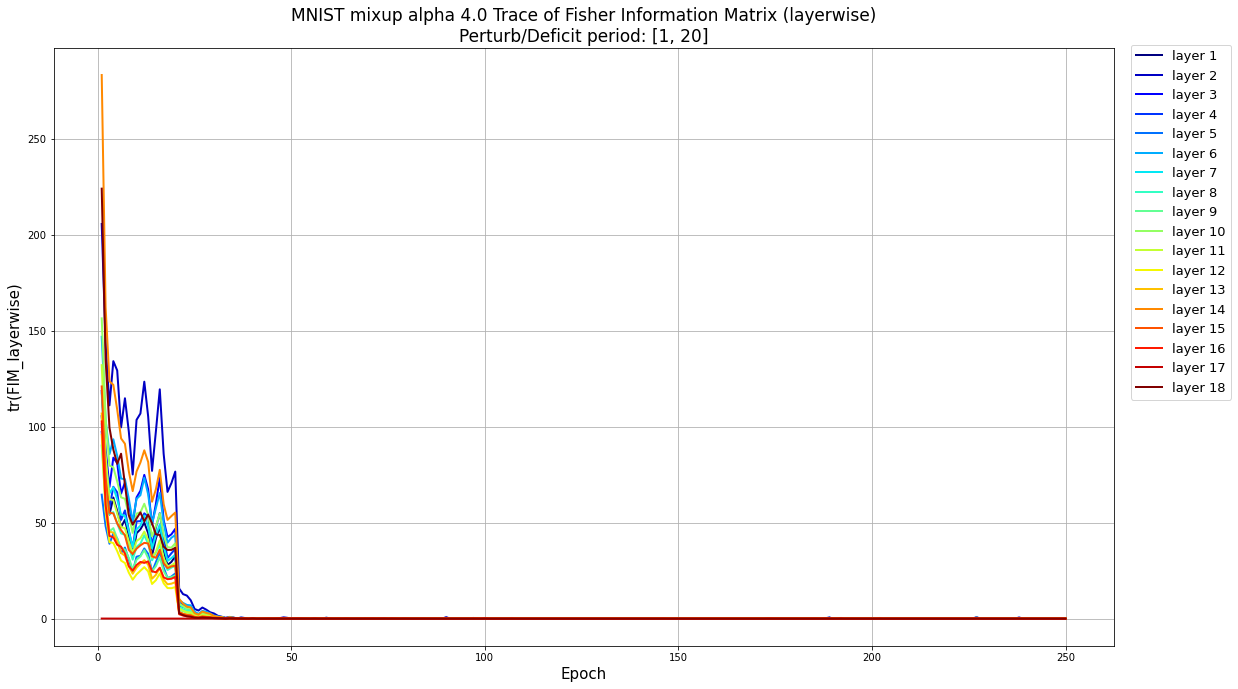 MNIST mixup alpha 4.0 Trace of Fisher Information Matrix (layerwise)
Perturb/Deficit period: [1, 20]
tr(FIM_layerwise)
250
200
150
100
50
0
0
50
100
150
200
250
Epoch
layer 1
layer 2
layer 3
layer 4
layer 5
layer 6
layer 7
layer 8
layer 9
layer 10
layer 11
layer 12
layer 13
layer 14
layer 15
layer 16
layer 17
layer 18